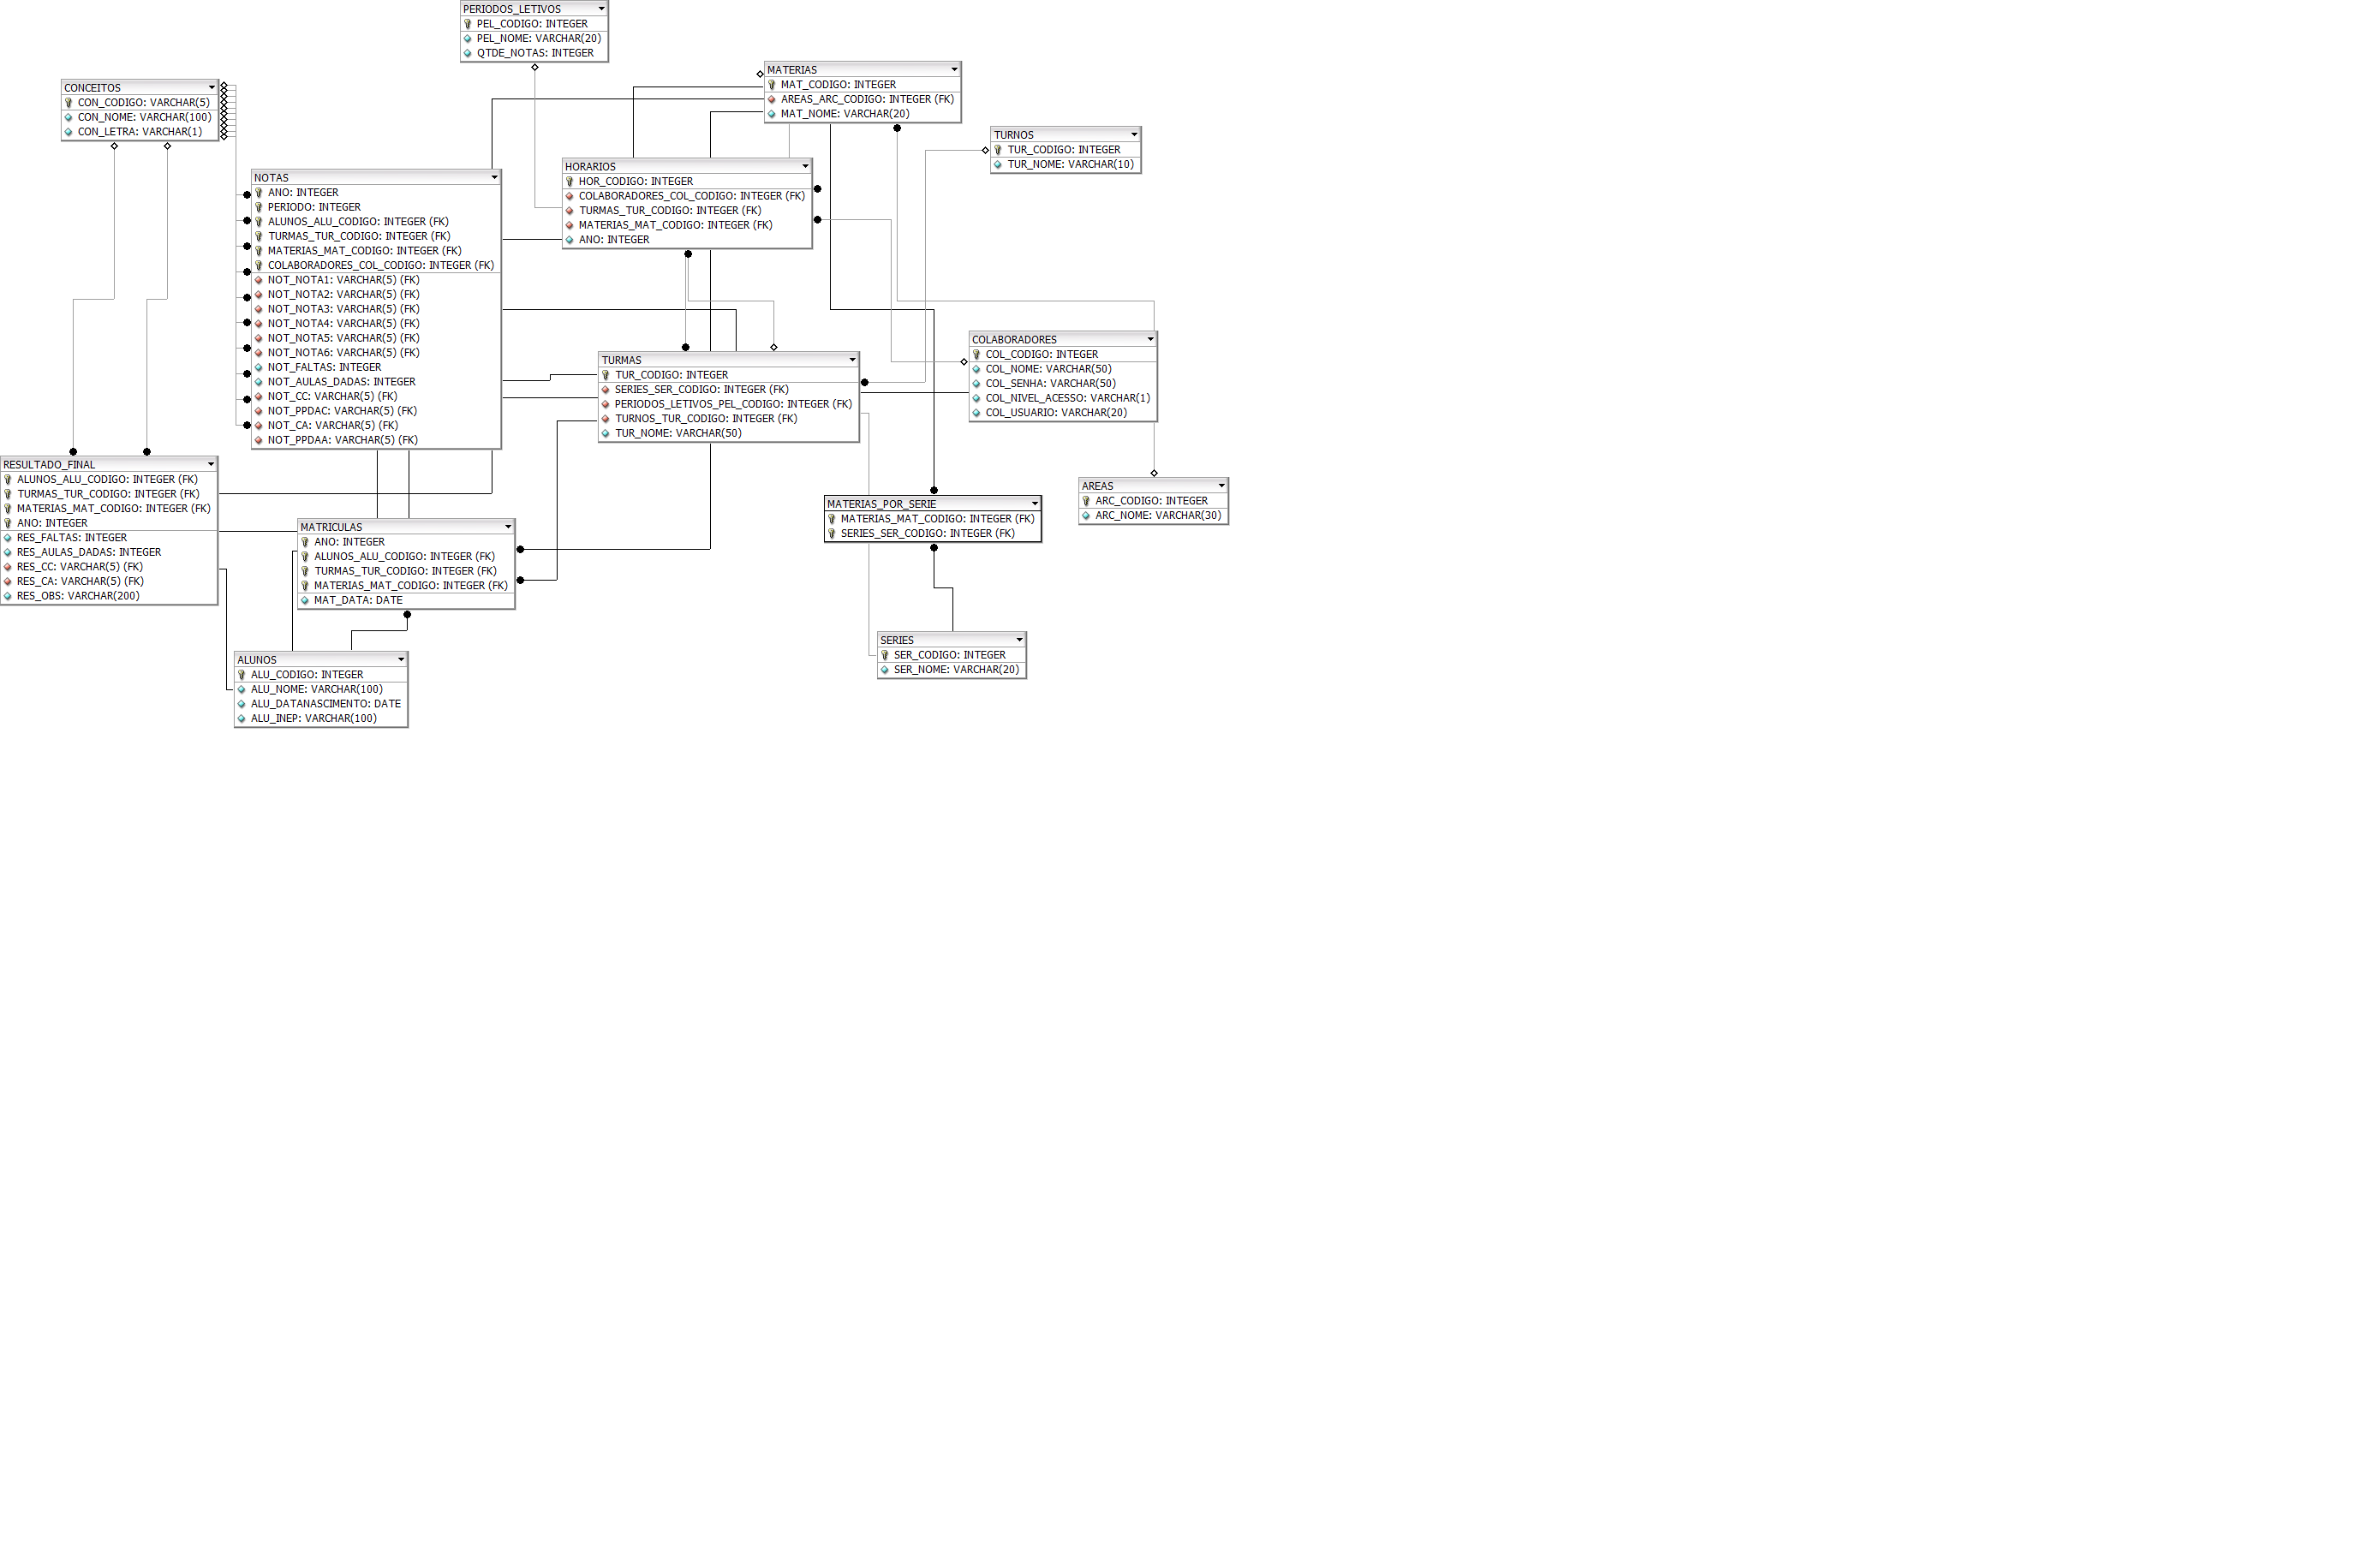 PERIODOS_LETIVOS
PEL_CODIGO: INTEGER
PEL_NOME: VARCHAR(20)
QTDE_NOTAS: INTEGER
CONCEITOS
CON_CODIGO: VARCHAR(5)
CON_NOME: VARCHAR(100)
CON_LETRA: VARCHAR(1)
MATERIAS
MAT_CODIGO: INTEGER
AREAS_ARC_CODIGO: INTEGER (FK)
MAT_NOME: VARCHAR(20)
TURNOS
TUR_CODIGO: INTEGER
TUR_NOME: VARCHAR(10)
HORARIOS
HOR_CODIGO: INTEGER
COLABORADORES_COL_CODIGO: INTEGER (FK)
TURMAS_TUR_CODIGO: INTEGER (FK)
MATERIAS_MAT_CODIGO: INTEGER (FK)
ANO: INTEGER
NOTAS
ANO: INTEGER
PERIODO: INTEGER
ALUNOS_ALU_CODIGO: INTEGER (FK)
TURMAS_TUR_CODIGO: INTEGER (FK)
MATERIAS_MAT_CODIGO: INTEGER (FK)
COLABORADORES_COL_CODIGO: INTEGER (FK)
NOT_NOTA1: VARCHAR(5) (FK)
NOT_NOTA2: VARCHAR(5) (FK)
NOT_NOTA3: VARCHAR(5) (FK)
NOT_NOTA4: VARCHAR(5) (FK)
NOT_NOTA5: VARCHAR(5) (FK)
NOT_NOTA6: VARCHAR(5) (FK)
NOT_FALTAS: INTEGER
NOT_AULAS_DADAS: INTEGER
NOT_CC: VARCHAR(5) (FK)
NOT_PPDAC: VARCHAR(5) (FK)
NOT_CA: VARCHAR(5) (FK)
NOT_PPDAA: VARCHAR(5) (FK)
COLABORADORES
COL_CODIGO: INTEGER
COL_NOME: VARCHAR(50)
COL_SENHA: VARCHAR(50)
COL_NIVEL_ACESSO: VARCHAR(1)
COL_USUARIO: VARCHAR(20)
TURMAS
TUR_CODIGO: INTEGER
SERIES_SER_CODIGO: INTEGER (FK)
PERIODOS_LETIVOS_PEL_CODIGO: INTEGER (FK)
TURNOS_TUR_CODIGO: INTEGER (FK)
TUR_NOME: VARCHAR(50)
RESULTADO_FINAL
ALUNOS_ALU_CODIGO: INTEGER (FK)
TURMAS_TUR_CODIGO: INTEGER (FK)
MATERIAS_MAT_CODIGO: INTEGER (FK)
ANO: INTEGER
RES_FALTAS: INTEGER
RES_AULAS_DADAS: INTEGER
RES_CC: VARCHAR(5) (FK)
RES_CA: VARCHAR(5) (FK)
RES_OBS: VARCHAR(200)
AREAS
ARC_CODIGO: INTEGER
ARC_NOME: VARCHAR(30)
MATERIAS_POR_SERIE
MATERIAS_MAT_CODIGO: INTEGER (FK)
SERIES_SER_CODIGO: INTEGER (FK)
MATRICULAS
ANO: INTEGER
ALUNOS_ALU_CODIGO: INTEGER (FK)
TURMAS_TUR_CODIGO: INTEGER (FK)
MATERIAS_MAT_CODIGO: INTEGER (FK)
MAT_DATA: DATE
SERIES
SER_CODIGO: INTEGER
SER_NOME: VARCHAR(20)
ALUNOS
ALU_CODIGO: INTEGER
ALU_NOME: VARCHAR(100)
ALU_DATANASCIMENTO: DATE
ALU_INEP: VARCHAR(100)